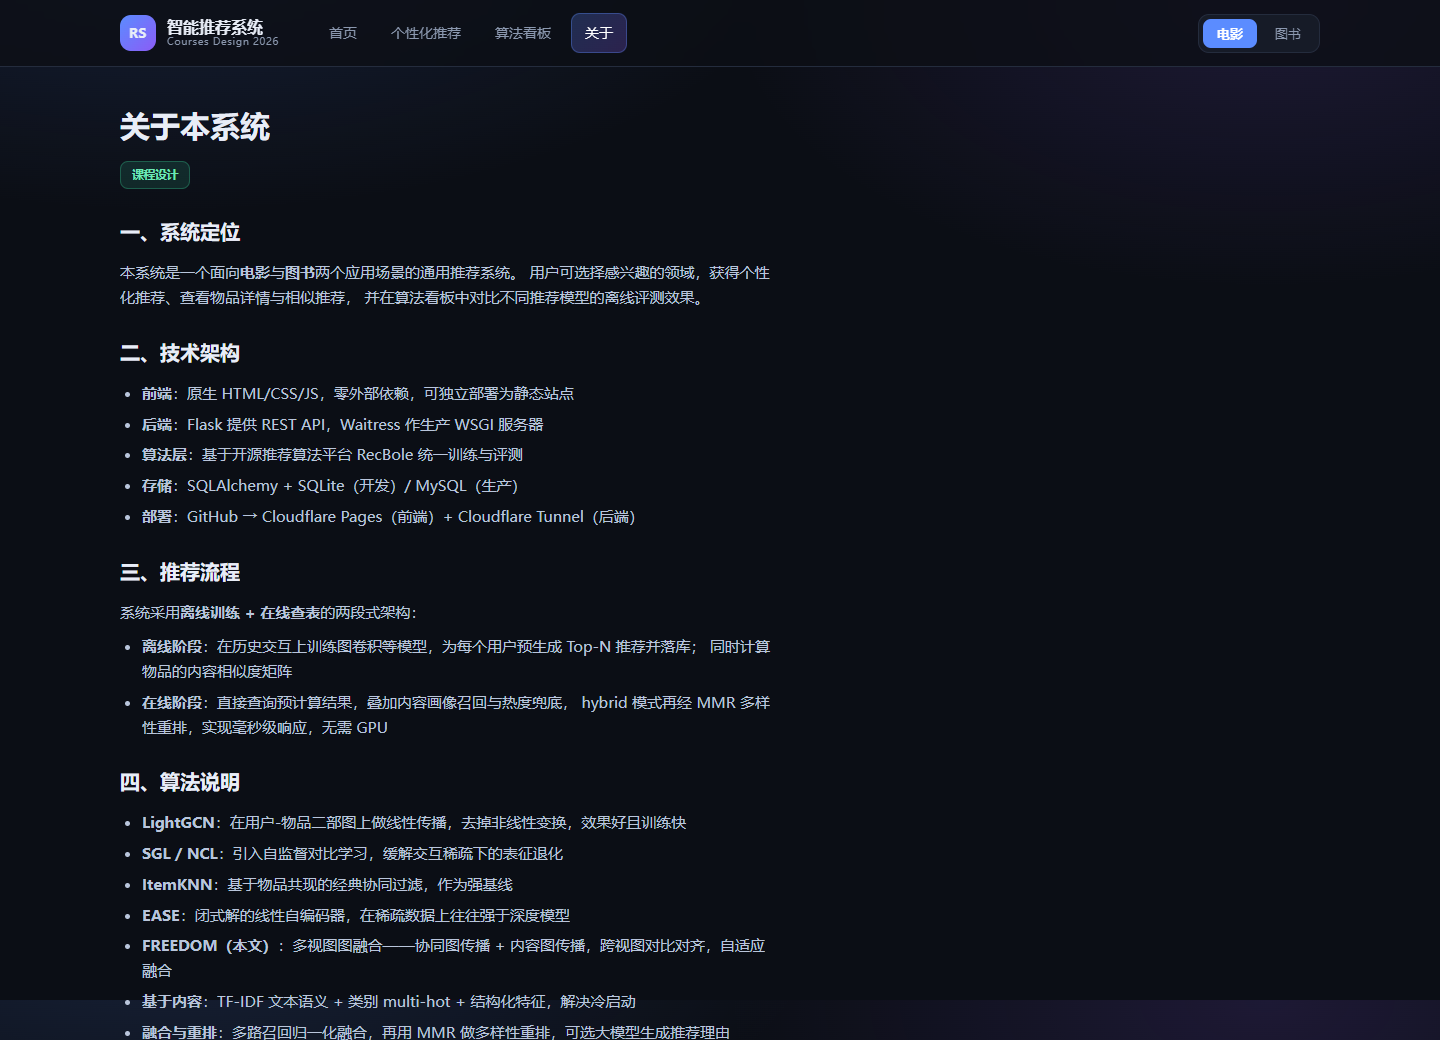 RS
智能推荐系统
Courses Design 2026
首页
个性化推荐
算法看板
关于
电影
图书
关于本系统
课程设计
一、系统定位
本系统是一个面向电影与图书两个应用场景的通用推荐系统。 用户可选择感兴趣的领域，获得个性
化推荐、查看物品详情与相似推荐， 并在算法看板中对比不同推荐模型的离线评测效果。
二、技术架构
• 前端：原生 HTML/CSS/JS，零外部依赖，可独立部署为静态站点
• 后端：Flask 提供 REST API，Waitress 作生产 WSGI 服务器
• 算法层：基于开源推荐算法平台 RecBole 统一训练与评测
• 存储：SQLAlchemy + SQLite（开发）/ MySQL（生产）
• 部署：GitHub → Cloudflare Pages（前端）+ Cloudflare Tunnel（后端）
三、推荐流程
系统采用离线训练 + 在线查表的两段式架构：
• 离线阶段：在历史交互上训练图卷积等模型，为每个用户预生成 Top-N 推荐并落库； 同时计算
物品的内容相似度矩阵
• 在线阶段：直接查询预计算结果，叠加内容画像召回与热度兜底， hybrid 模式再经 MMR 多样
性重排，实现毫秒级响应，无需 GPU
四、算法说明
• LightGCN：在用户-物品二部图上做线性传播，去掉非线性变换，效果好且训练快
• SGL / NCL：引入自监督对比学习，缓解交互稀疏下的表征退化
• ItemKNN：基于物品共现的经典协同过滤，作为强基线
• EASE：闭式解的线性自编码器，在稀疏数据上往往强于深度模型
• FREEDOM（本文）：多视图图融合——协同图传播 + 内容图传播，跨视图对比对齐，自适应
融合
• 基于内容：TF-IDF 文本语义 + 类别 multi-hot + 结构化特征，解决冷启动
• 融合与重排：多路召回归一化融合，再用 MMR 做多样性重排，可选大模型生成推荐理由